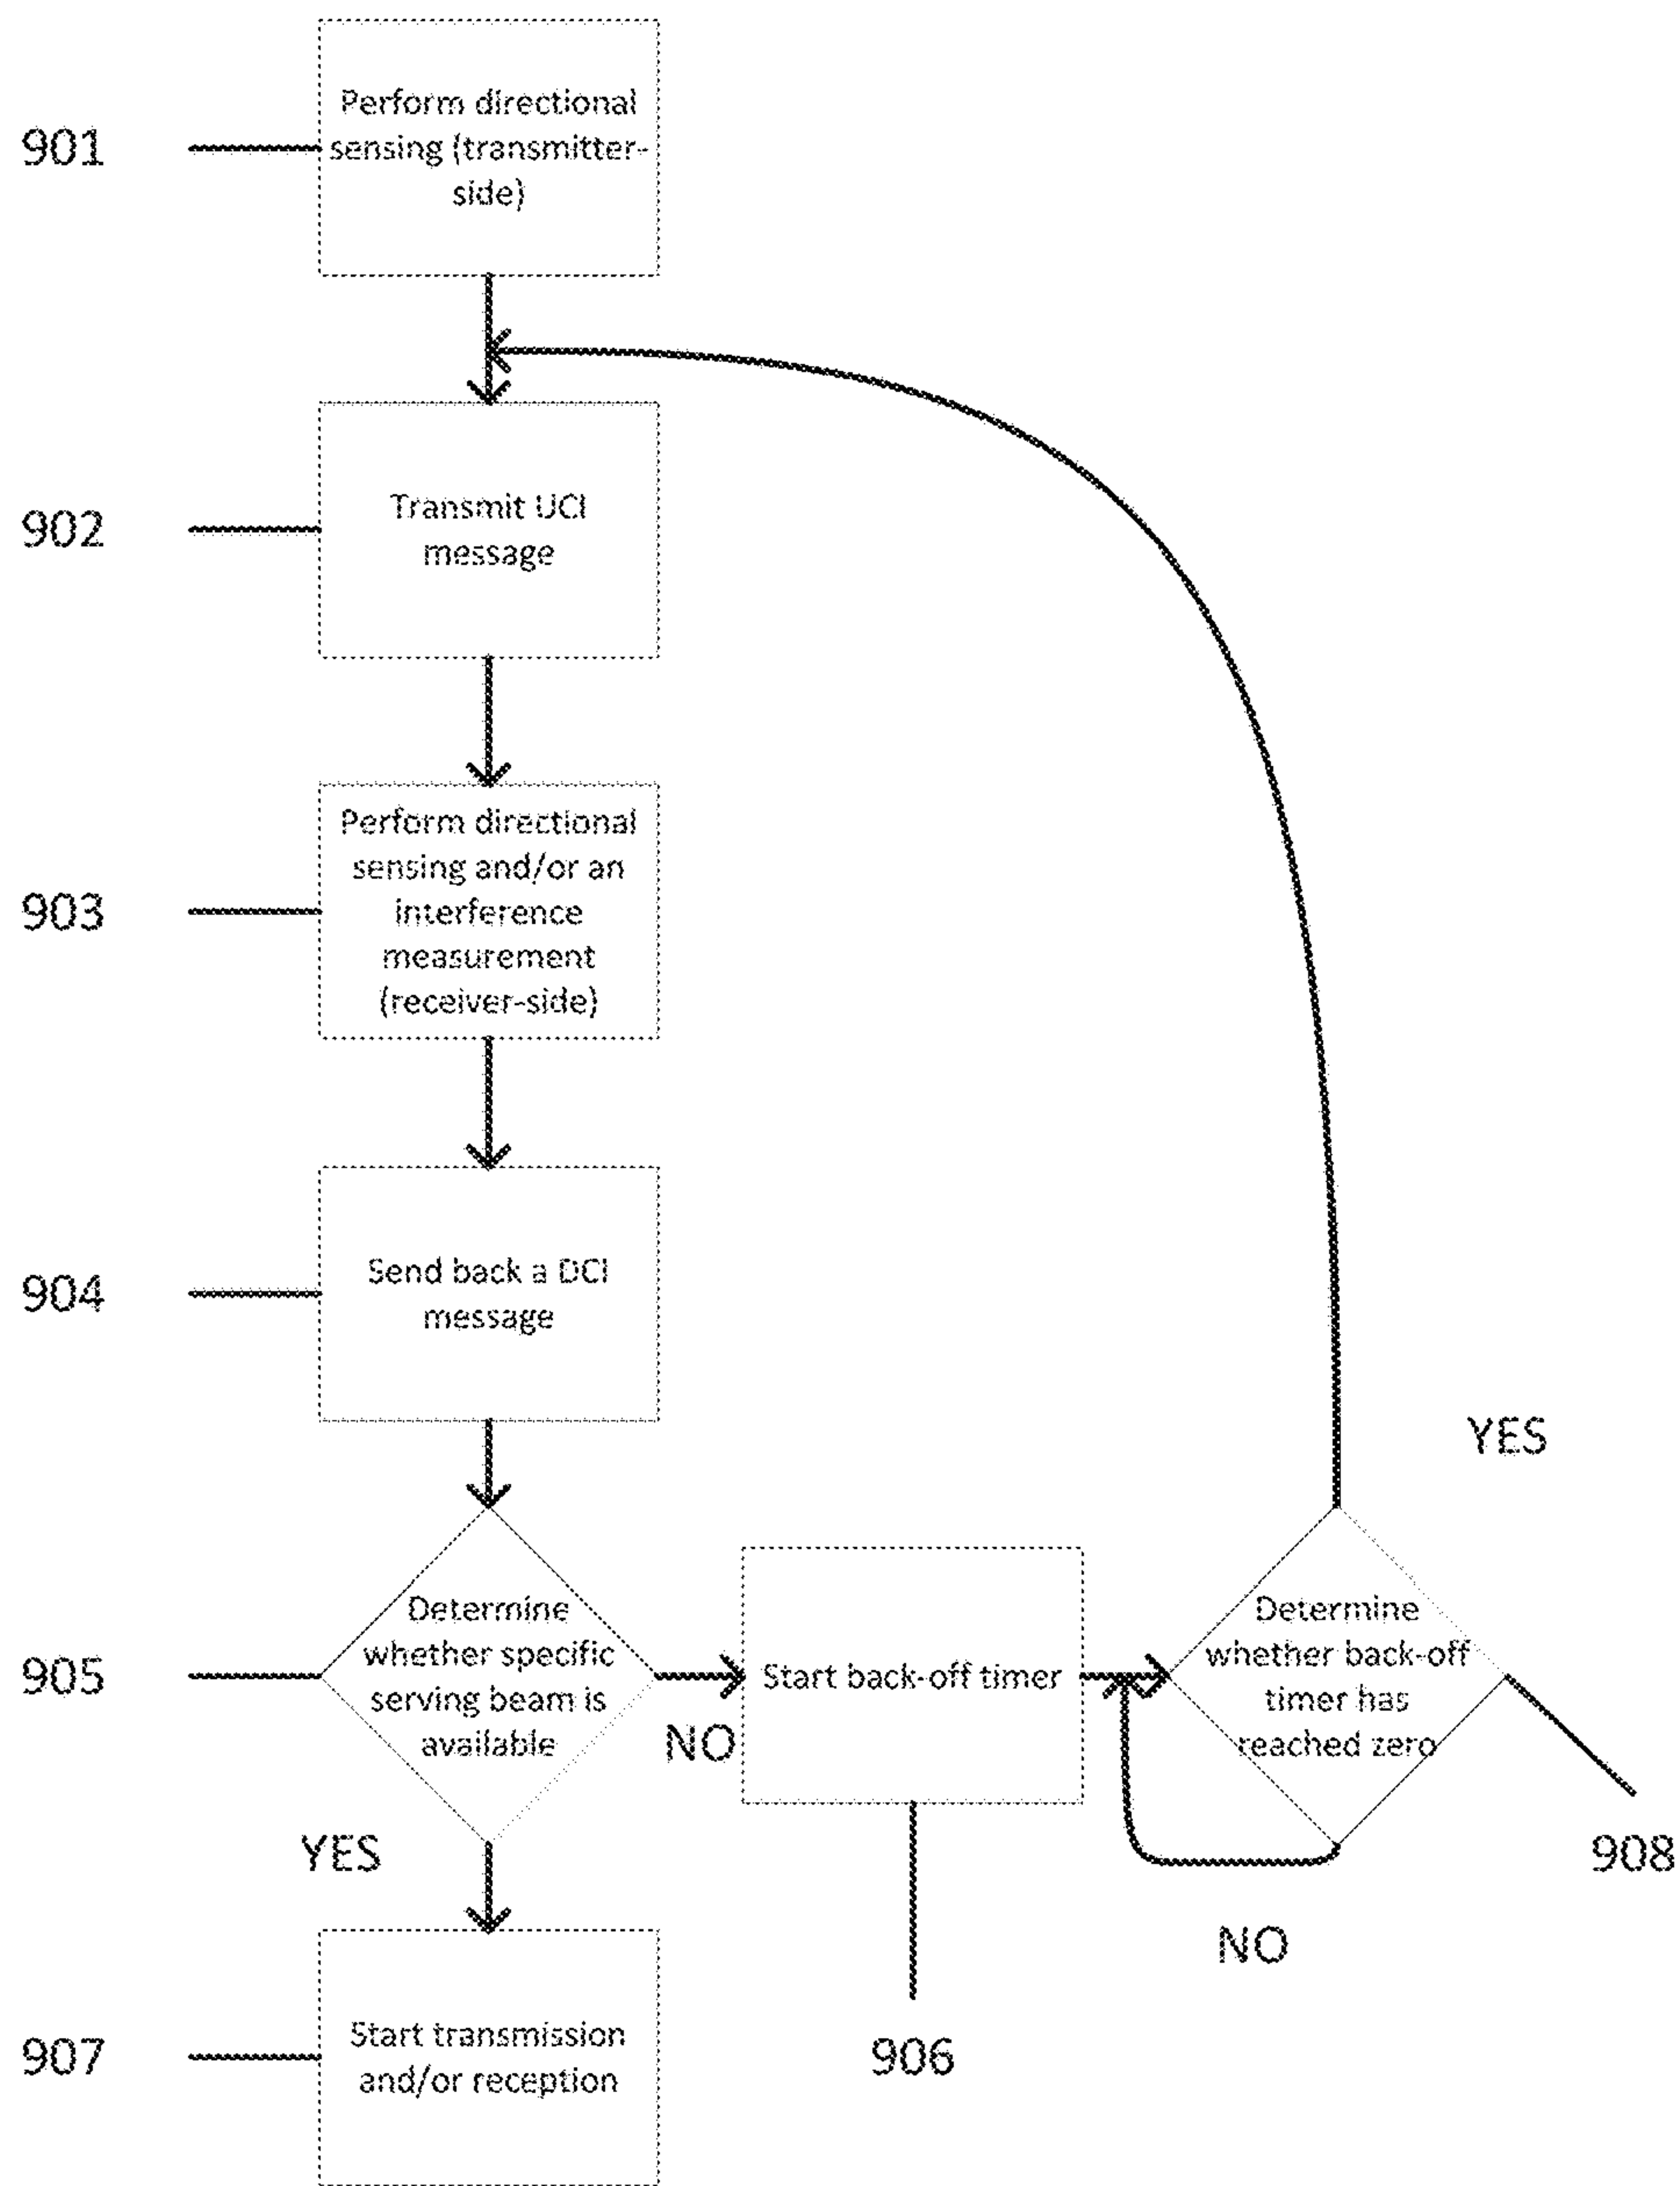 901
Perform directional
sensing (transmitter-
side)
902
Transmit UCI
message
903
Perform directional
sensing and/or an
interference
measurement
(receiver-side)
904
Send back a DCI
message
YES
905
Determine
whether specific
serving beam is
available
NO
Start back-off timer
Determine
whether back-off
timer has
reached zero
YES
908
NO
907
Start transmission
and/or reception
906